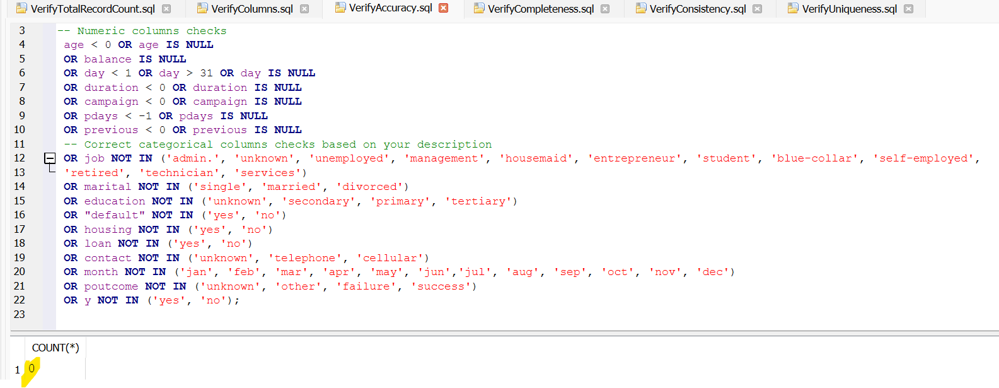 VerifyTotalRecordCount.sql VerifyColumns.sql VerifyAccuracy.sql VerifyCompleteness.sql VerifyConsistency.sql VerifyUniqueness.sql
3 -- Numeric columns checks
4 age < 0 OR age IS NULL
5 OR balance IS NULL
6 OR day < 1 OR day > 31 OR day IS NULL
7 OR duration < 0 OR duration IS NULL
8 OR campaign < 0 OR campaign IS NULL
9 OR pdays < -1 OR pdays IS NULL
10 OR previous < 0 OR previous IS NULL
11 -- Correct categorical columns checks based on your description
12 OR job NOT IN ('admin.', 'unknown', 'unemployed', 'management', 'housemaid', 'entrepreneur', 'student', 'blue-collar', 'self-employed',
13 'retired', 'technician', 'services')
14 OR marital NOT IN ('single', 'married', 'divorced')
15 OR education NOT IN ('unknown', 'secondary', 'primary', 'tertiary')
16 OR "default" NOT IN ('yes', 'no')
17 OR housing NOT IN ('yes', 'no')
18 OR loan NOT IN ('yes', 'no')
19 OR contact NOT IN ('unknown', 'telephone', 'cellular')
20 OR month NOT IN ('jan', 'feb', 'mar', 'apr', 'may', 'jun','jul', 'aug', 'sep', 'oct', 'nov', 'dec')
21 OR poutcome NOT IN ('unknown', 'other', 'failure', 'success')
22 OR y NOT IN ('yes', 'no');
23
COUNT(*)
1 0